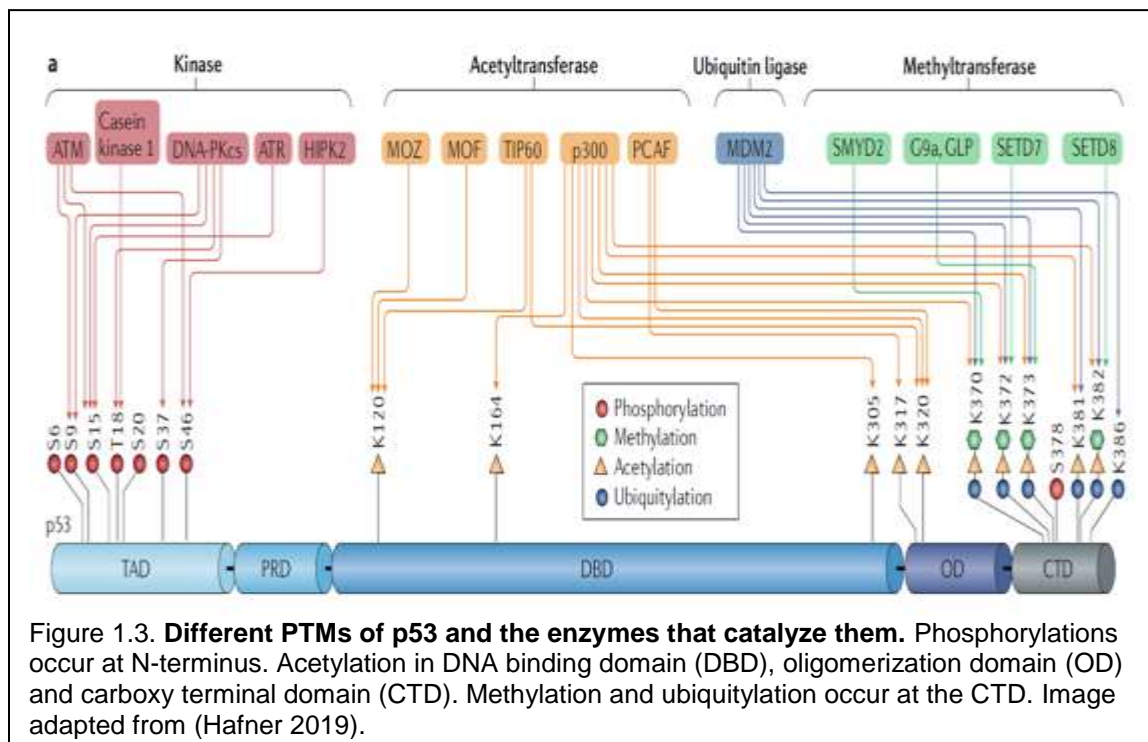 a
Kinase Acetyltransferase Ubiquitin ligase Methyltransferase
ATM Casein kinase 1 DNA-PKcs ATR HIPK2 MOZ MOF TIP60 p300 PCAF MDM2 SMYD2 G9a, GLP SETD7 SETD8
S6 S9 S15 T18 S20 S37 S46 K120 K164 K305 K317 K320 K370 K372 K373 S378 K381 K382 K386
Phosphorylation
Methylation
Acetylation
Ubiquitylation
p53
TAD PRD DBD OD CTD
Figure 1.3. Different PTMs of p53 and the enzymes that catalyze them. Phosphorylations
occur at N-terminus. Acetylation in DNA binding domain (DBD), oligomerization domain (OD)
and carboxy terminal domain (CTD). Methylation and ubiquitylation occur at the CTD. Image
adapted from (Hafner 2019).